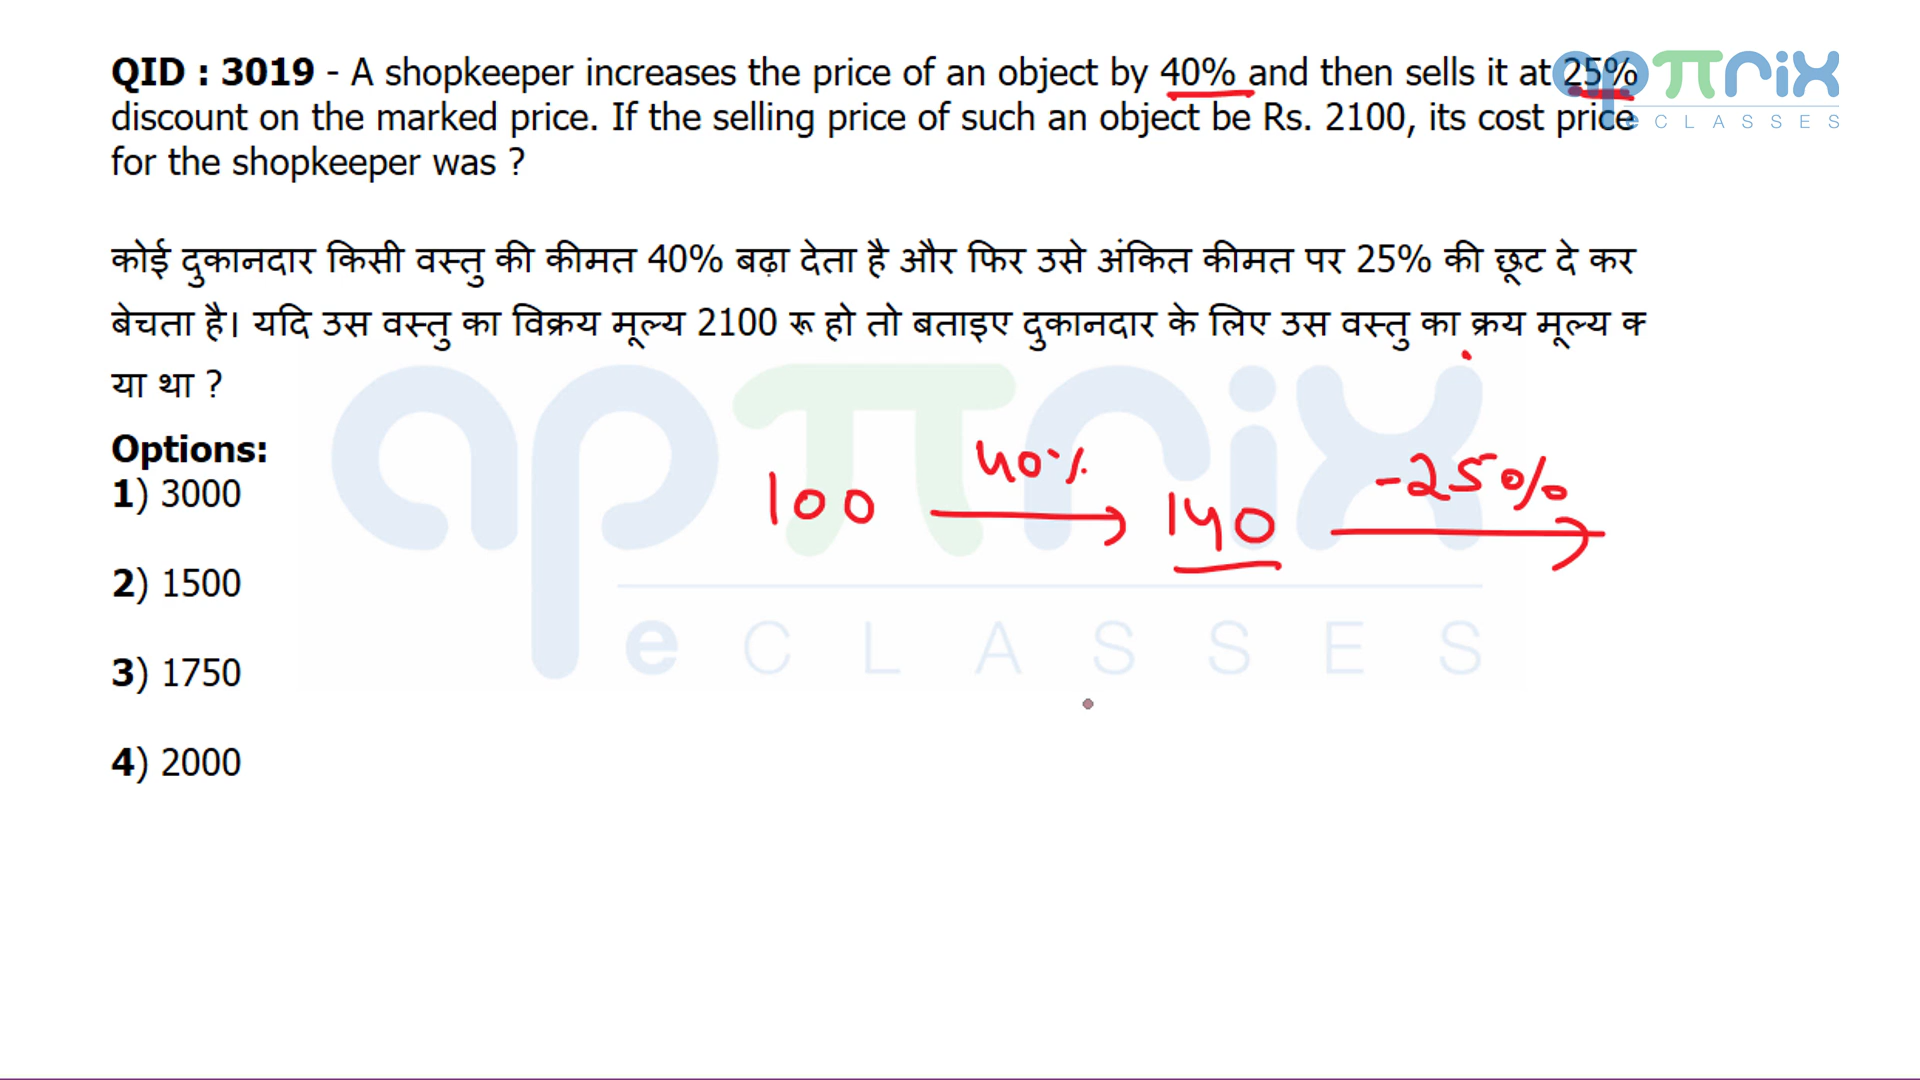 QID : 3019 - A shopkeeper increases the price of an object by 40% and then sells it at 25%
discount on the marked price. If the selling price of such an object be Rs. 2100, its cost price
for the shopkeeper was ?
कोई दुकानदार किसी वस्तु की कीमत 40% बढ़ा देता है और फिर उसे अंकित कीमत पर 25% की छूट दे कर
बेचता है। यदि उस वस्तु का विक्रय मूल्य 2100 रू हो तो बताइए दुकानदार के लिए उस वस्तु का क्रय मूल्य क्
या था ?
Options:
1) 3000
2) 1500
3) 1750
4) 2000
100 40% 140 -25%
apππrix
e CLASSES
apππrix
e CLASSES